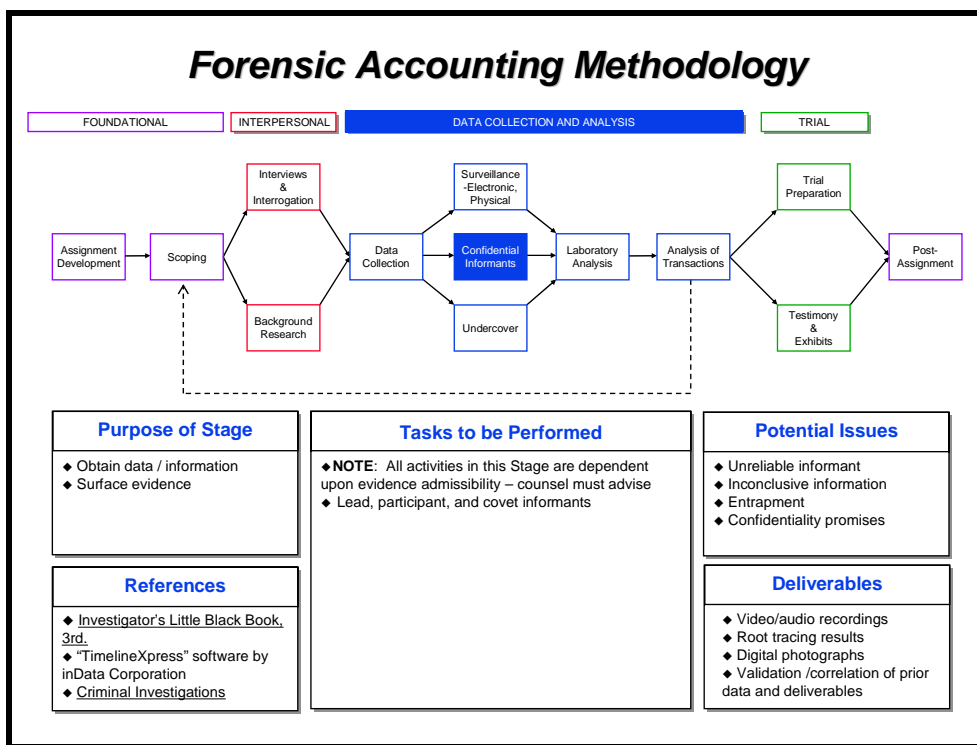 Forensic Accounting Methodology
FOUNDATIONAL
INTERPERSONAL
DATA COLLECTION AND ANALYSIS
TRIAL
Assignment
Development
Scoping
Interviews
&
Interrogation
Background
Research
Data
Collection
Surveillance
-Electronic,
Physical
Confidential
Informants
Undercover
Laboratory
Analysis
Analysis of
Transactions
Trial
Preparation
Testimony
&
Exhibits
Post-
Assignment
Purpose of Stage
◆ Obtain data / information
◆ Surface evidence
Tasks to be Performed
◆NOTE: All activities in this Stage are dependent
upon evidence admissibility – counsel must advise
◆ Lead, participant, and covet informants
Potential Issues
◆ Unreliable informant
◆ Inconclusive information
◆ Entrapment
◆ Confidentiality promises
References
◆ Investigator's Little Black Book,
3rd.
◆ “TimelineXpress” software by
inData Corporation
◆ Criminal Investigations
Deliverables
◆ Video/audio recordings
◆ Root tracing results
◆ Digital photographs
◆ Validation /correlation of prior
data and deliverables